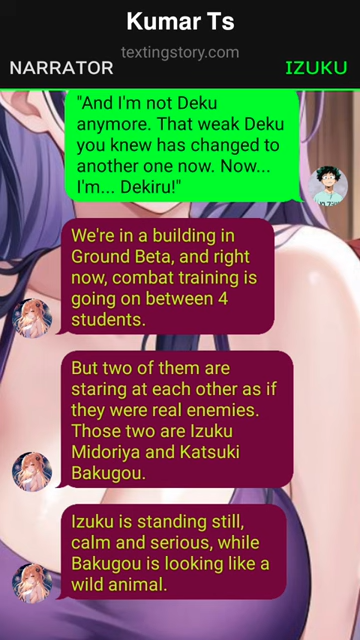 Kumar Ts
textingstory.com
NARRATOR
IZUKU
"And I'm not Deku
anymore. That weak Deku
you knew has changed to
another one now. Now...
I'm... Dekiru!"
We're in a building in
Ground Beta, and right
now, combat training is
going on between 4
students.
But two of them are
staring at each other as if
they were real enemies.
Those two are Izuku
Midoriya and Katsuki
Bakugou.
Izuku is standing still,
calm and serious, while
Bakugou is looking like a
wild animal.